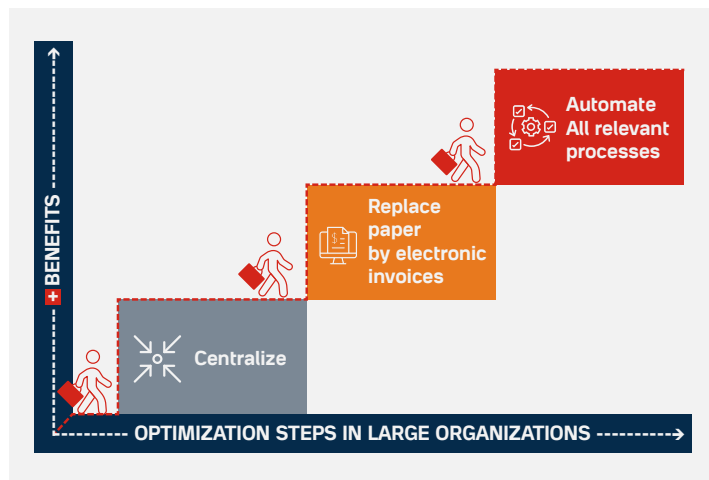 Automate
All relevant
processes
Replace
paper
by electronic
invoices
Centralize
+ BENEFITS
OPTIMIZATION STEPS IN LARGE ORGANIZATIONS